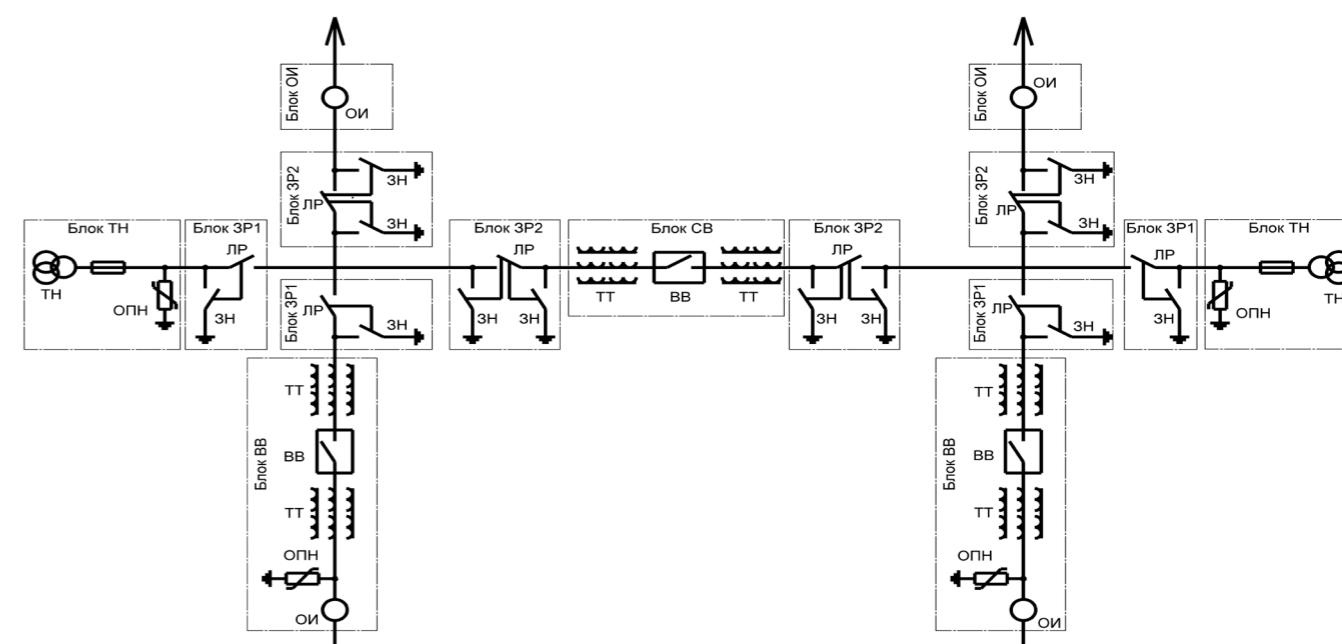 Блок ОИ
ОИ
Блок ОИ
ОИ
Блок ЗР2
ЗН
ЛР
ЗН
Блок ЗР2
ЗН
ЛР
ЗН
Блок ТН
ТН
ОПН
Блок ЗР1
ЛР
ЗН
Блок ЗР2
ЛР
ЗН
ЗН
Блок СВ
ТТ
ВВ
ТТ
Блок ЗР2
ЛР
ЗН
ЗН
Блок ЗР1
ЛР
ЗН
Блок ТН
ТН
ОПН
Блок ЗР1
ЛР
ЗН
Блок ЗР1
ЛР
ЗН
Блок ВВ
ТТ
ВВ
ТТ
ОПН
ОИ
Блок ВВ
ТТ
ВВ
ТТ
ОПН
ОИ